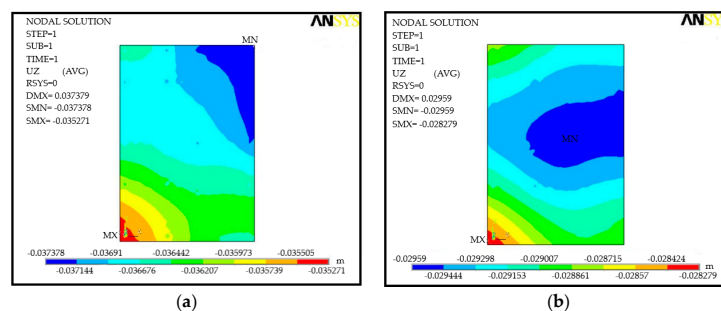 NODAL SOLUTION
ANSYS
STEP=1
SUB=1
TIME=1
UZ (AVG)
RSYS=0
DMX= 0.037379
SMN= -0.037378
SMX= -0.035271
MN
MX
-0.037378 -0.03691 -0.036442 -0.035973 -0.035505
-0.037144 -0.036676 -0.036207 -0.035739 -0.035271
m
(a)
NODAL SOLUTION
ANSYS
STEP=1
SUB=1
TIME=1
UZ (AVG)
RSYS=0
DMX= 0.02959
SMN= -0.02959
SMX= -0.028279
MN
MX
-0.02959 -0.029298 -0.029007 -0.028715 -0.028424
-0.029444 -0.029153 -0.028861 -0.02857 -0.028279
m
(b)